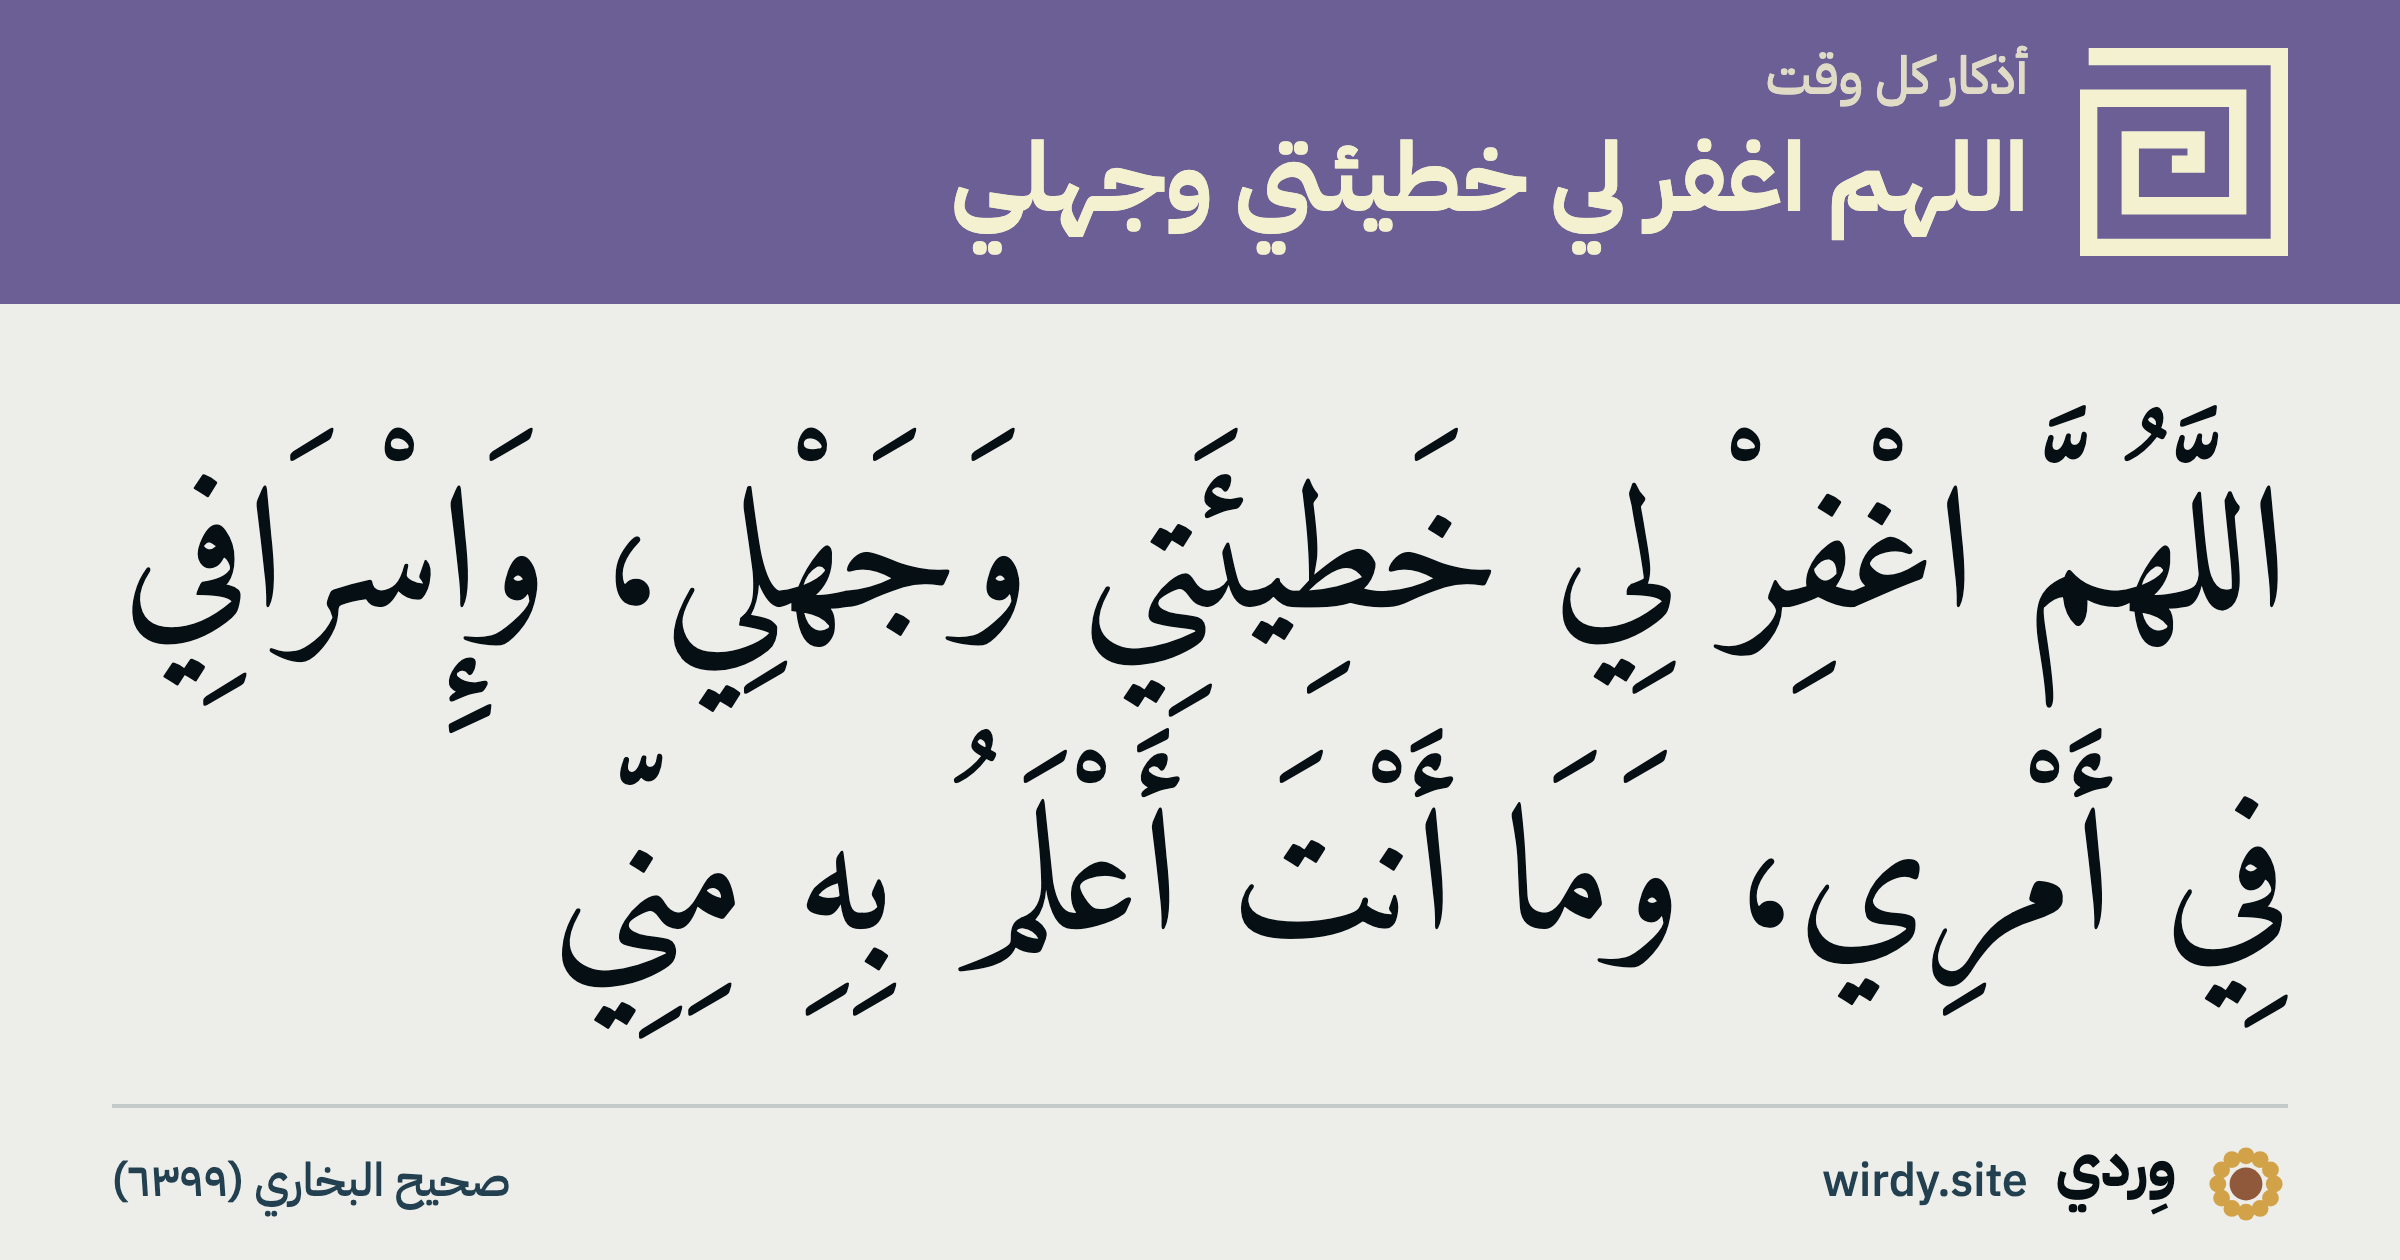 أذكار كل وقت
اللهم اغفر لي خطيئتي وجهلي
اللَّهُمَّ اغْفِرْ لِي خَطِيئَتِي وَجَهْلِي، وَإِسْرَافِي
فِي أَمْرِي، وَمَا أَنْتَ أَعْلَمُ بِهِ مِنِّي
وِردي wirdy.site
صحيح البخاري (٦٣٩٩)